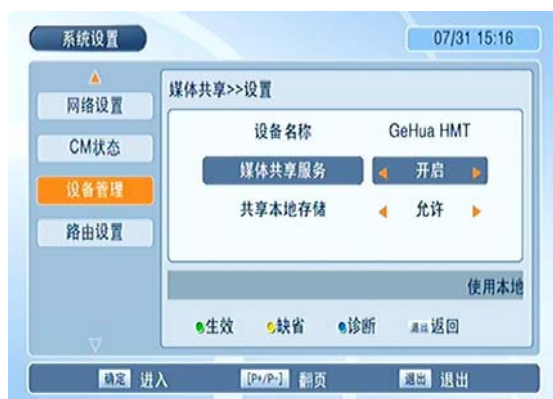 系统设置
07/31 15:16
网络设置
CM状态
设备管理
路由设置
媒体共享>>设置
设备名称 GeHua HMT
媒体共享服务 开启
共享本地存储 允许
使用本地
生效 缺省 诊断 退出 返回
确定 进入 [P+/P-] 翻页 退出 退出